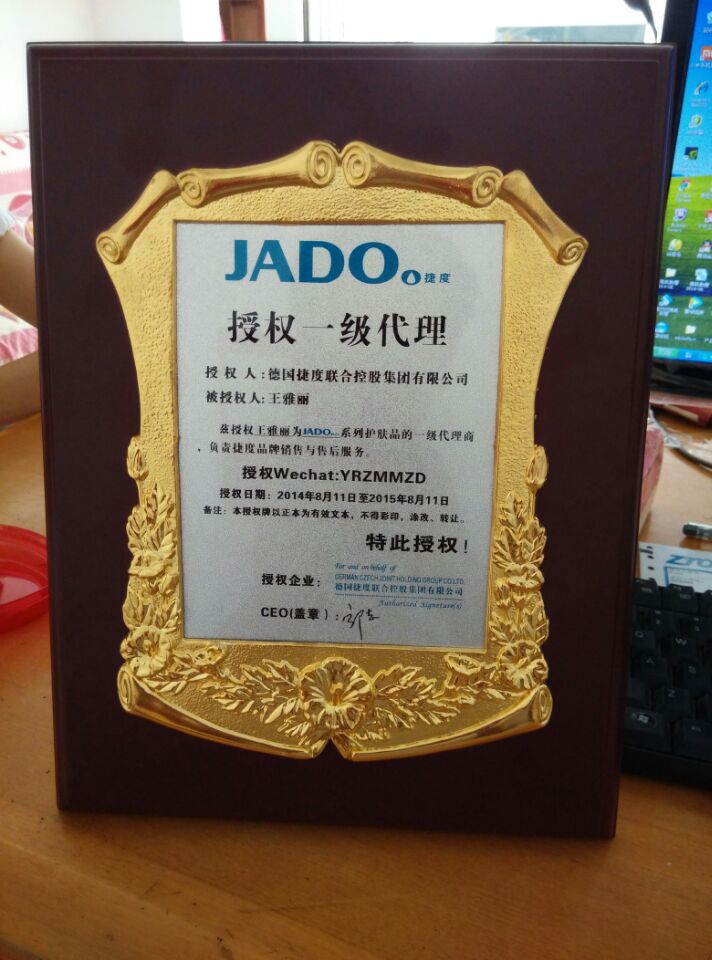 JADO 捷度
授权一级代理
授权人:德国捷度联合控股集团有限公司
被授权人:王雅丽
兹授权王雅丽为JADO 系列护肤品的一级代理商
、负责捷度品牌销售与售后服务。
授权Wechat:YRZMMZD
授权日期: 2014年8月11日至2015年8月11日
备注: 本授权牌以正本为有效文本，不得影印，涂改、转让。
特此授权！
For and on behalf of
GERMAN CZECH JOINT HOLDING GROUP CO.LTD.
授权企业: 德国捷度联合控股集团有限公司
Authorized Signature(s)
CEO(盖章):